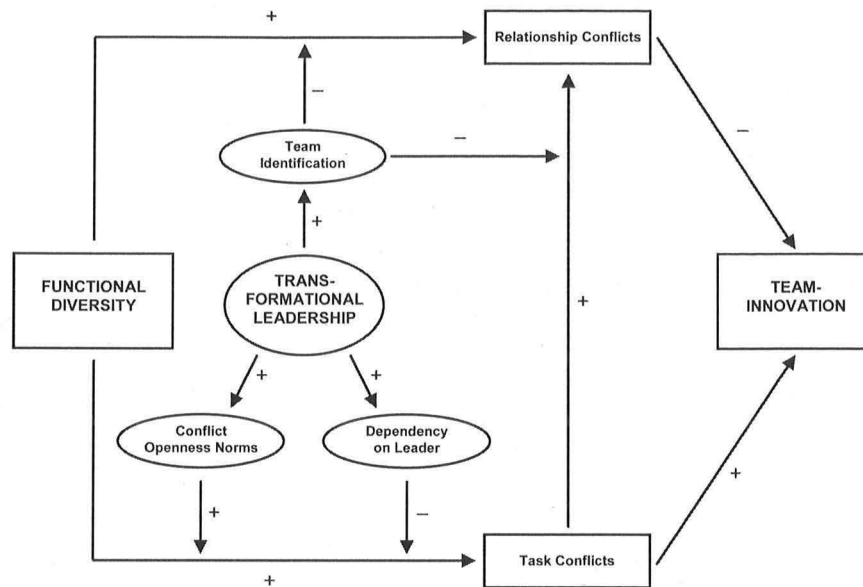 +
Relationship Conflicts
–
–
Team
Identification
–
+
FUNCTIONAL
DIVERSITY
TRANS-
FORMATIONAL
LEADERSHIP
+
TEAM-
INNOVATION
+
+
Conflict
Openness Norms
Dependency
on Leader
+
–
+
Task Conflicts
+